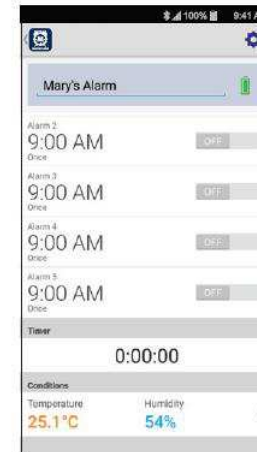 100% 9:41 A
Mary's Alarm
Alarm 2
9:00 AM OFF
Once
Alarm 3
9:00 AM OFF
Once
Alarm 4
9:00 AM OFF
Once
Alarm 5
9:00 AM OFF
Once
Timer
0:00:00
Conditions
Temperature Humidity
25.1°C 54%